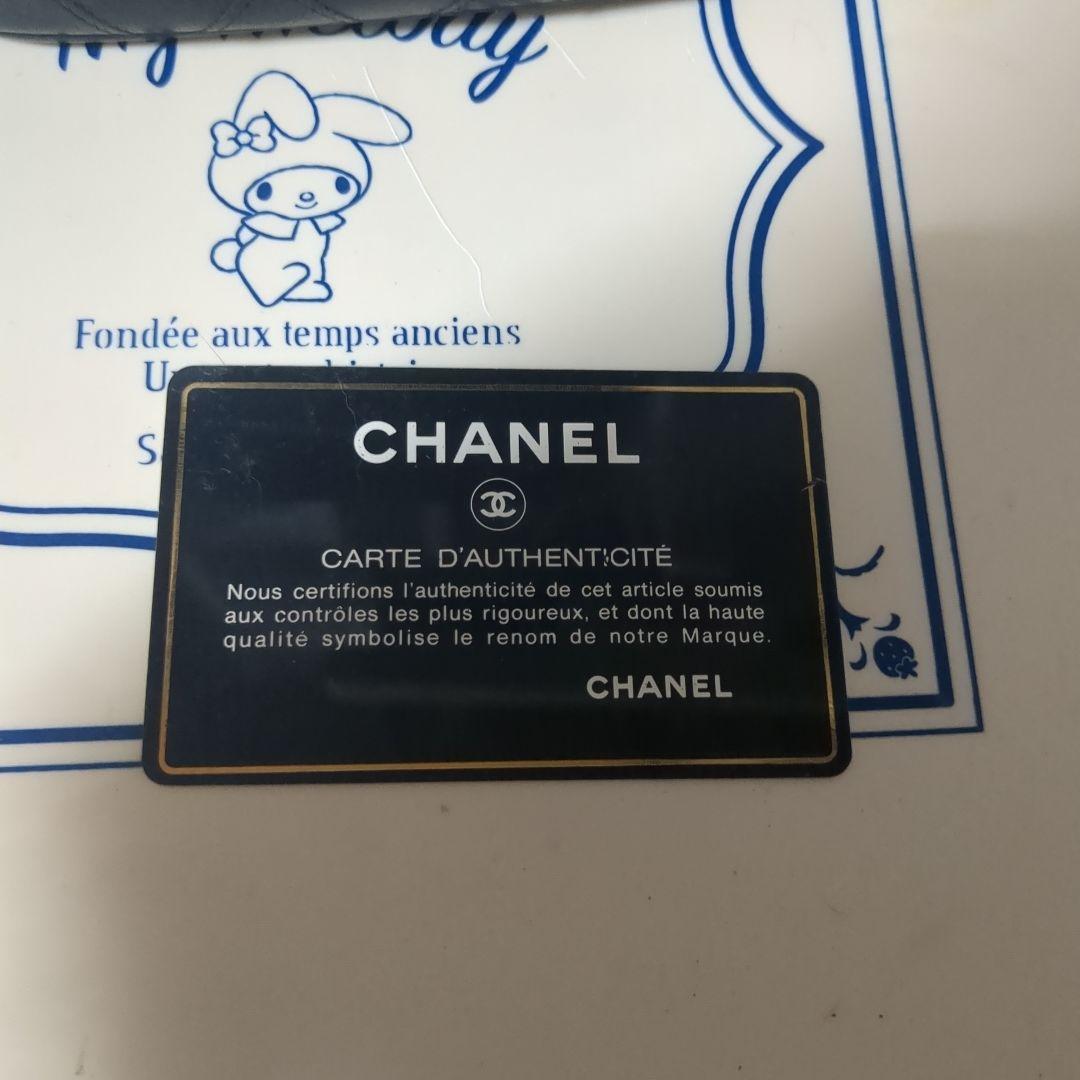 Fondée aux temps anciens
CHANEL
CARTE D'AUTHENTICITÉ
Nous certifions l'authenticité de cet article soumis
aux contrôles les plus rigoureux, et dont la haute
qualité symbolise le renom de notre Marque.
CHANEL